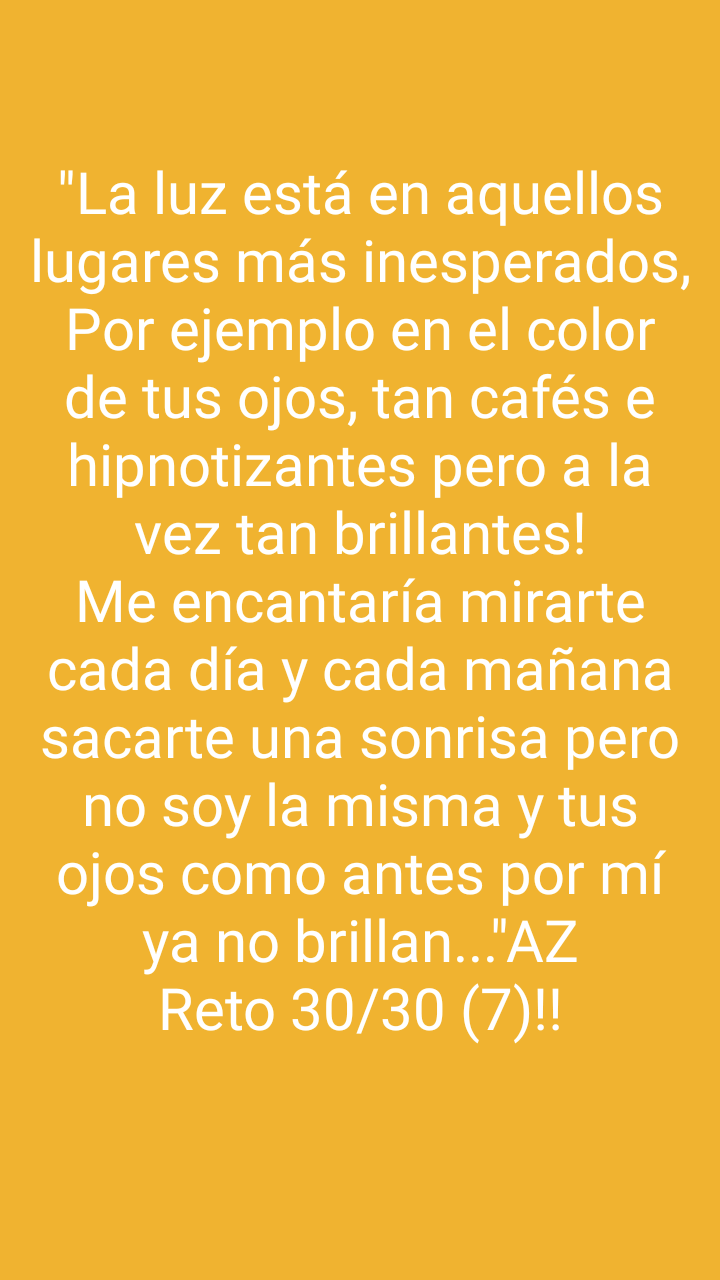 "La luz está en aquellos
lugares más inesperados,
Por ejemplo en el color
de tus ojos, tan cafés e
hipnotizantes pero a la
vez tan brillantes!
Me encantaría mirarte
cada día y cada mañana
sacarte una sonrisa pero
no soy la misma y tus
ojos como antes por mí
ya no brillan..."AZ
Reto 30/30 (7)!!